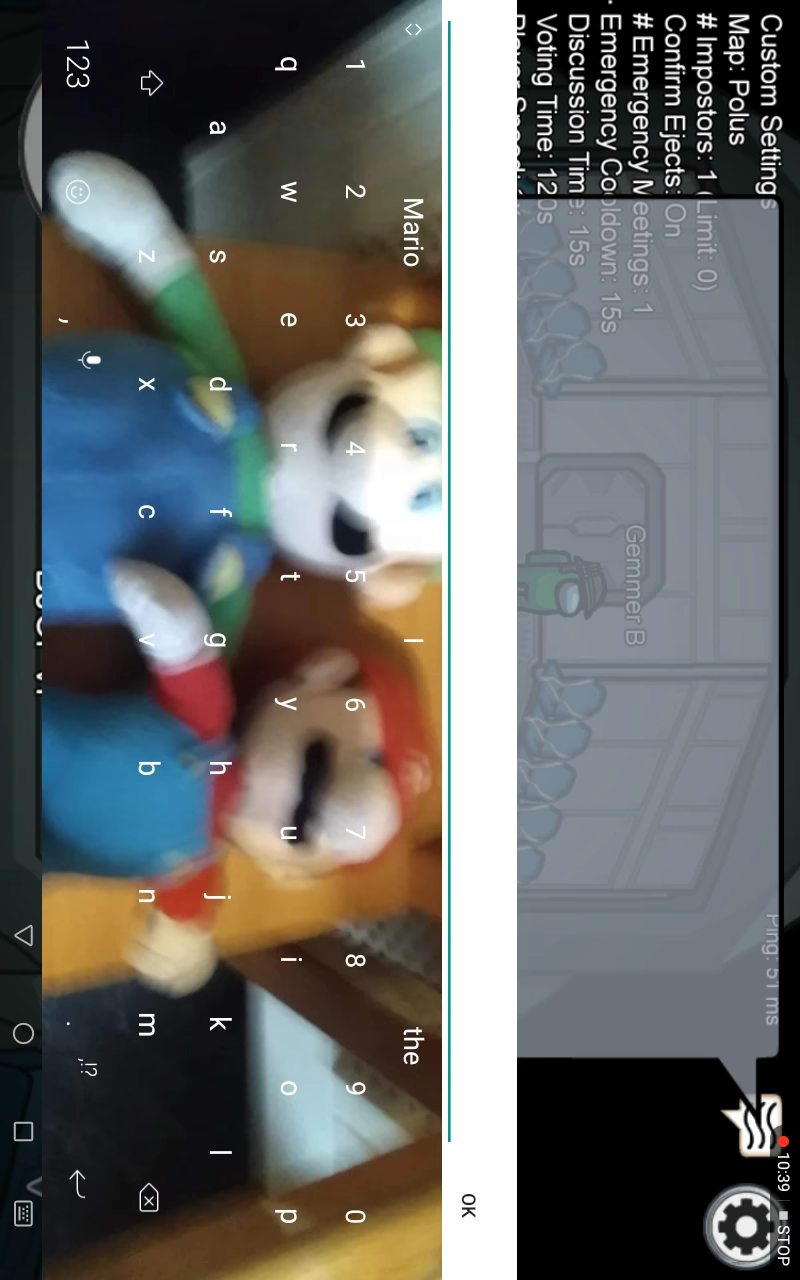 Custom Settings
Map: Polus
# Impostors: 1 (Limit: 0)
Confirm Ejects: On
# Emergency Meetings: 1
Emergency Cooldown: 15s
Discussion Time: 15s
Voting Time: 120s
Ping: 51 ms
10:39
STOP
Gemmer B
OK
Mario I the
1 2 3 4 5 6 7 8 9 0
q w e r t y u i o p
a s d f g h j k l
z x c v b n m
123 , . ,!?